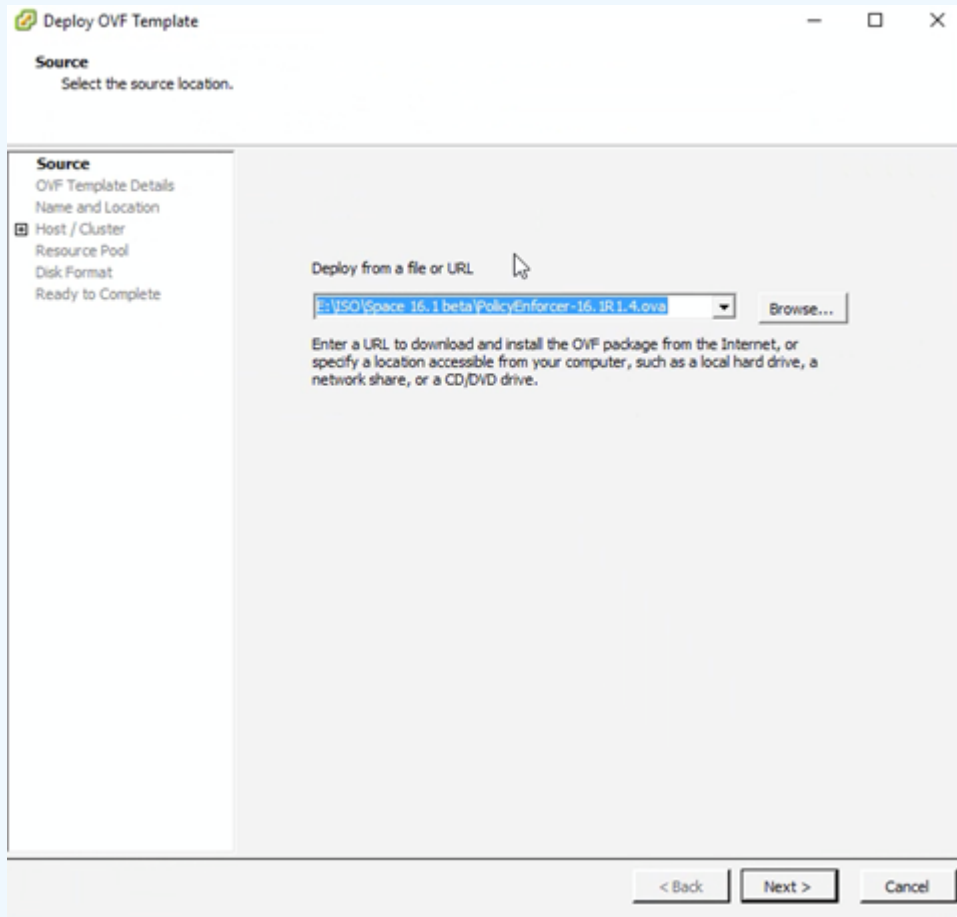 Deploy OVF Template
Source
Select the source location.
Source
OVF Template Details
Name and Location
Host / Cluster
Resource Pool
Disk Format
Ready to Complete
Deploy from a file or URL
E:\ISO\Space 16.1 beta\PolicyEnforcer-16.1R1.4.ova
Browse...
Enter a URL to download and install the OVF package from the Internet, or
specify a location accessible from your computer, such as a local hard drive, a
network share, or a CD/DVD drive.
< Back
Next >
Cancel